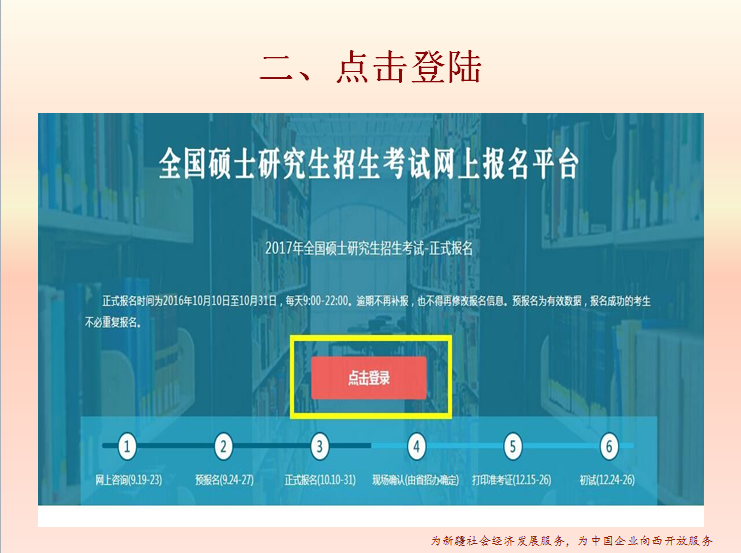 二、点击登陆
全国硕士研究生招生考试网上报名平台
2017年全国硕士研究生招生考试-正式报名
正式报名时间为2016年10月10日至10月31日，每天9:00-22:00。逾期不再补报，也不得再修改报名信息。预报名为有效数据，报名成功的考生
不必重复报名。
点击登录
1 2 3 4 5 6
网上咨询(9.19-23) 预报名(9.24-27) 正式报名(10.10-31) 现场确认(由省招办确定) 打印准考证(12.15-26) 初试(12.24-26)
为新疆社会经济发展服务，为中国企业向西开放服务